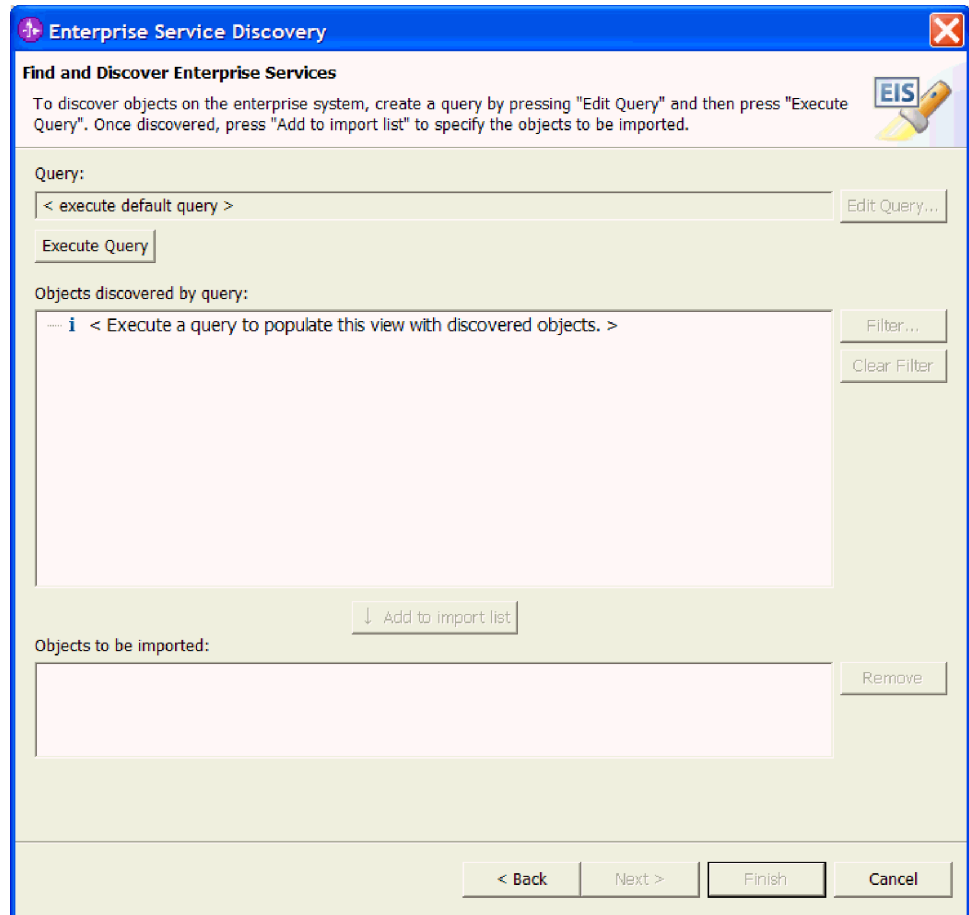 Enterprise Service Discovery
Find and Discover Enterprise Services
To discover objects on the enterprise system, create a query by pressing "Edit Query" and then press "Execute
Query". Once discovered, press "Add to import list" to specify the objects to be imported.
EIS
Query:
< execute default query >
Edit Query...
Execute Query
Objects discovered by query:
i < Execute a query to populate this view with discovered objects. >
Filter...
Clear Filter
↓ Add to import list
Objects to be imported:
Remove
< Back
Next >
Finish
Cancel